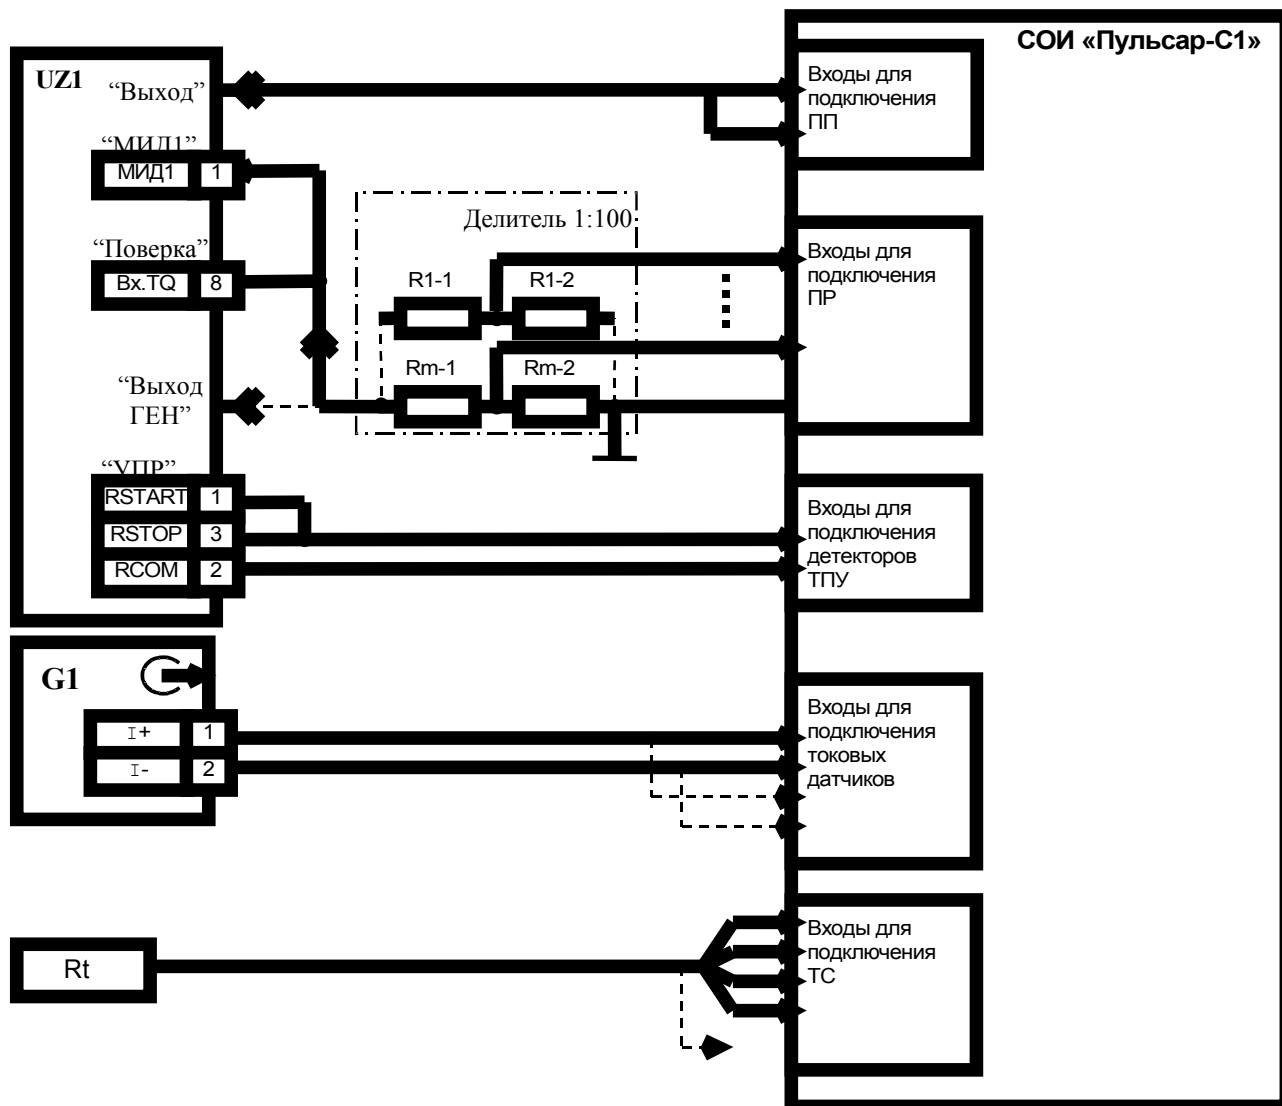 СОИ «Пульсар-С1»
UZ1
“Выход”
“МИД1”
МИД1 1
“Поверка”
Вх.TQ 8
“Выход
ГЕН”
“УПР”
RSTART 1
RSTOP 3
RCOM 2
Делитель 1:100
R1-1 R1-2
Rm-1 Rm-2
Входы для
подключения
ПП
Входы для
подключения
ПР
Входы для
подключения
детекторов
ТПУ
G1
I+ 1
I- 2
Входы для
подключения
токовых
датчиков
Rt
Входы для
подключения
ТС